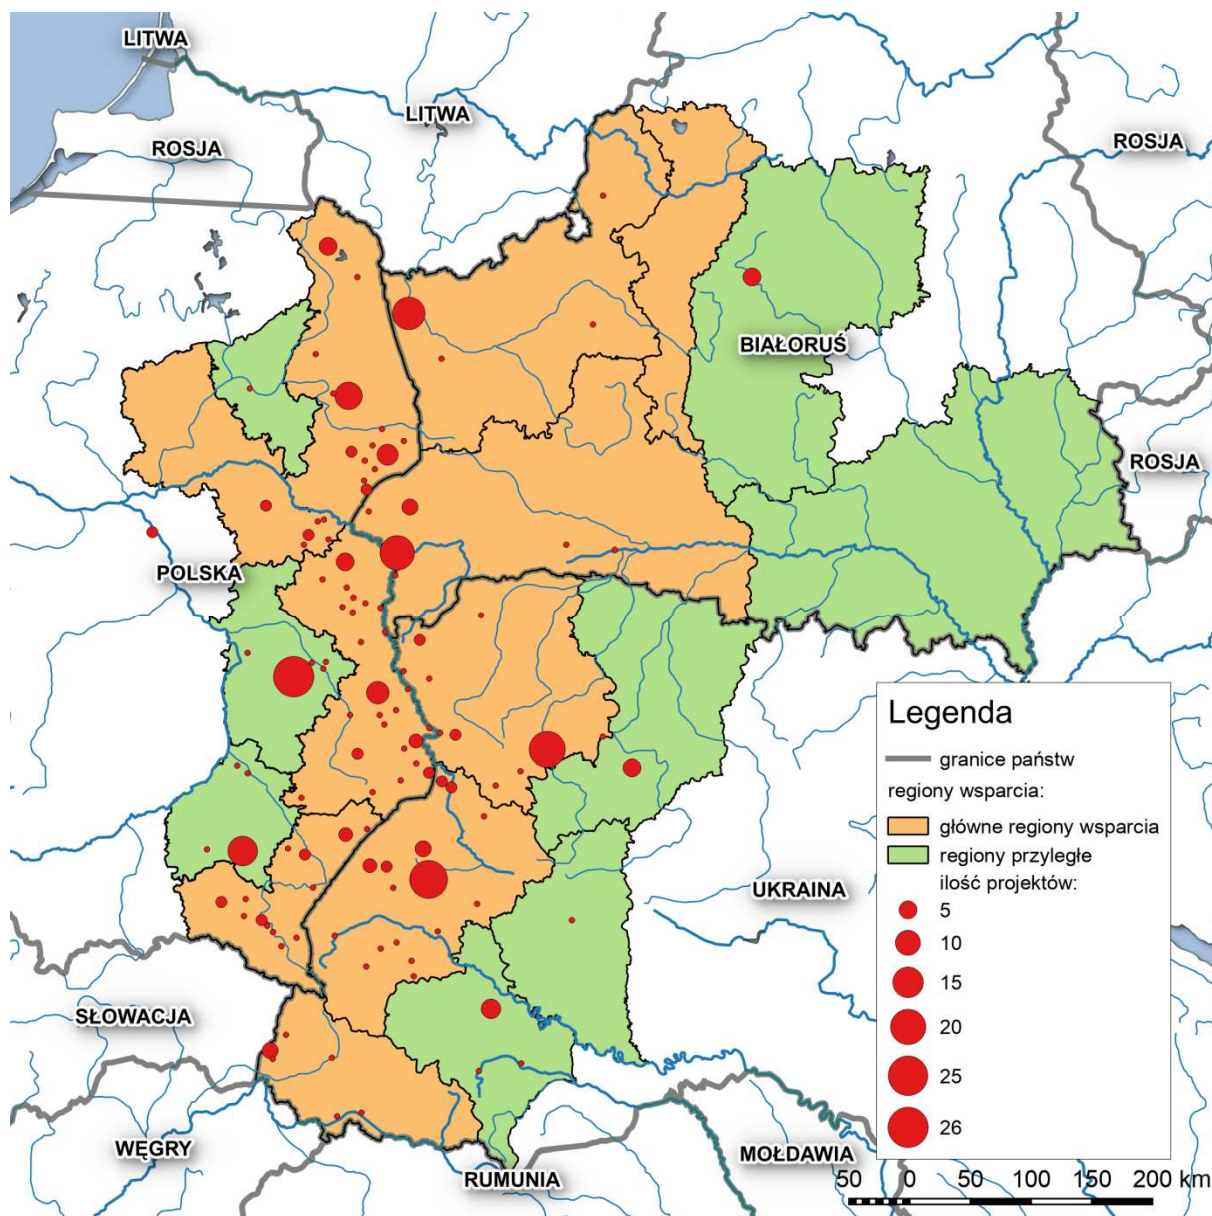 LITWA
LITWA
ROSJA
ROSJA
BIAŁORUŚ
ROSJA
POLSKA
UKRAINA
SŁOWACJA
WĘGRY
RUMUNIA
MOŁDAWIA
Legenda
granice państw
regiony wsparcia:
główne regiony wsparcia
regiony przyległe
ilość projektów:
5
10
15
20
25
26
50 0 50 100 150 200 km